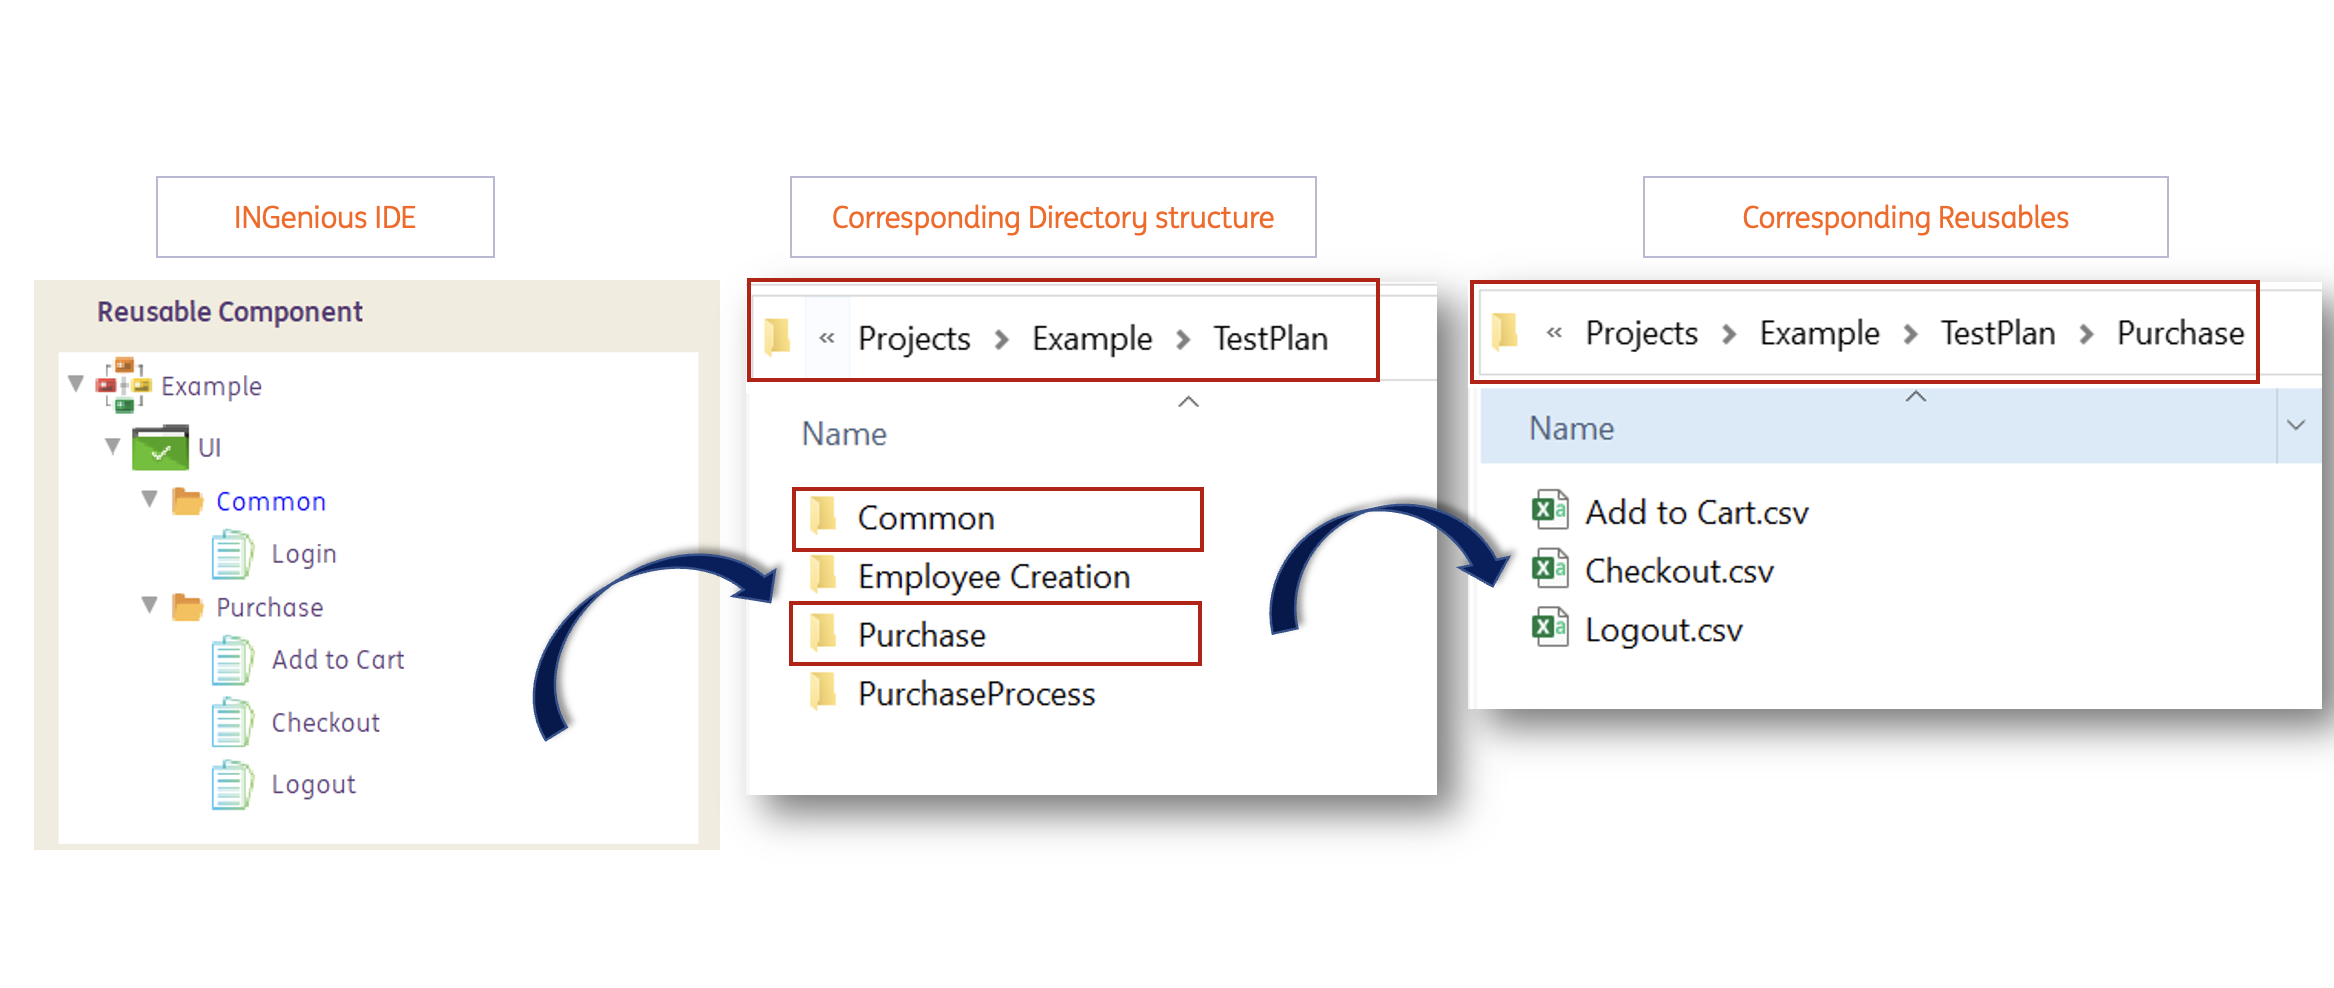 INGenious IDE
Reusable Component
Example
UI
Common
Login
Purchase
Add to Cart
Checkout
Logout
Corresponding Directory structure
« Projects > Example > TestPlan
Name
Common
Employee Creation
Purchase
PurchaseProcess
Corresponding Reusables
« Projects > Example > TestPlan > Purchase
Name
Add to Cart.csv
Checkout.csv
Logout.csv